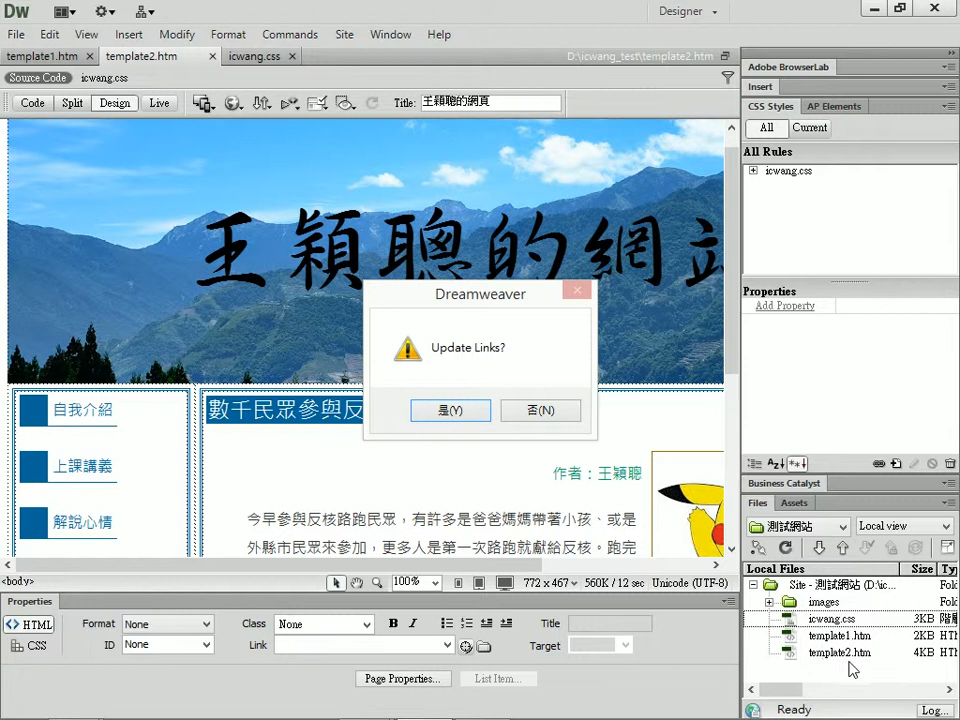 Dw
Designer
File Edit View Insert Modify Format Commands Site Window Help
template1.htm template2.htm icwang.css D:\icwang_test\template2.htm
Source Code icwang.css
Code Split Design Live Title: 王穎聰的網頁
王穎聰的網站
Dreamweaver
Update Links?
是(Y) 否(N)
自我介紹
上課講義
解說心情
數千民眾參與反
作者：王穎聰
今早參與反核路跑民眾，有許多是爸爸媽媽帶著小孩、或是
外縣市民眾來參加，更多人是第一次路跑就獻給反核。跑完
<body>
100% 772 x 467 560K / 12 sec Unicode (UTF-8)
Properties
HTML Format None Class None B I Title
CSS ID None Link Target
Page Properties... List Item...
Adobe BrowserLab
Insert
CSS Styles AP Elements
All Current
All Rules
icwang.css
Properties
Add Property
Business Catalyst
Files Assets
測試網站 Local view
Local Files Size Ty
Site - 測試網站 (D:\ic... Fol
images Fol
icwang.css 3KB 階層
template1.htm 2KB HTM
template2.htm 4KB HTM
Ready Log...